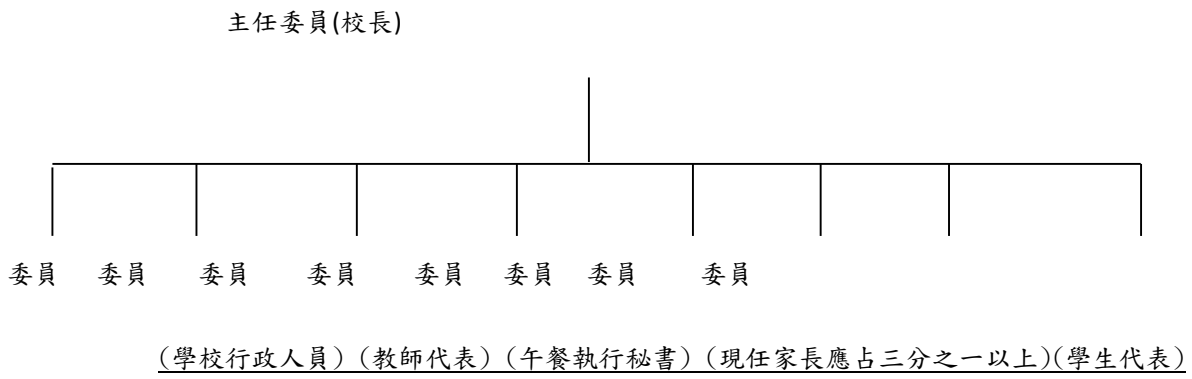 主任委員(校長)
委員 委員 委員 委員 委員 委員 委員 委員
(學校行政人員) (教師代表) (午餐執行秘書) (現任家長應占三分之一以上)(學生代表)